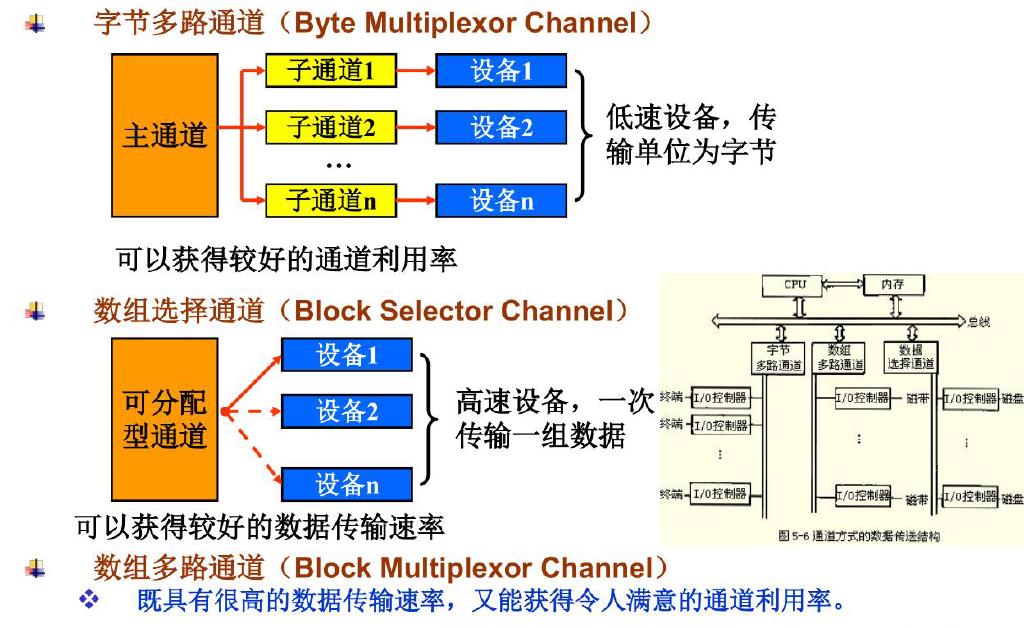 字节多路通道（Byte Multiplexor Channel）
主通道
子通道1
设备1
子通道2
设备2
...
子通道n
设备n
低速设备，传
输单位为字节
可以获得较好的通道利用率
数组选择通道（Block Selector Channel）
可分配
型通道
设备1
设备2
设备n
高速设备，一次
传输一组数据
可以获得较好的数据传输速率
CPU
内存
总线
字节
多路通道
数组
多路通道
数据
选择通道
终端
I/O控制器
I/O控制器
磁带
I/O控制器
磁盘
终端
I/O控制器
⋮
⋮
⋮
终端
I/O控制器
I/O控制器
磁带
I/O控制器
磁盘
图5-6 通道方式的数据传送结构
数组多路通道（Block Multiplexor Channel）
既具有很高的数据传输速率，又能获得令人满意的通道利用率。